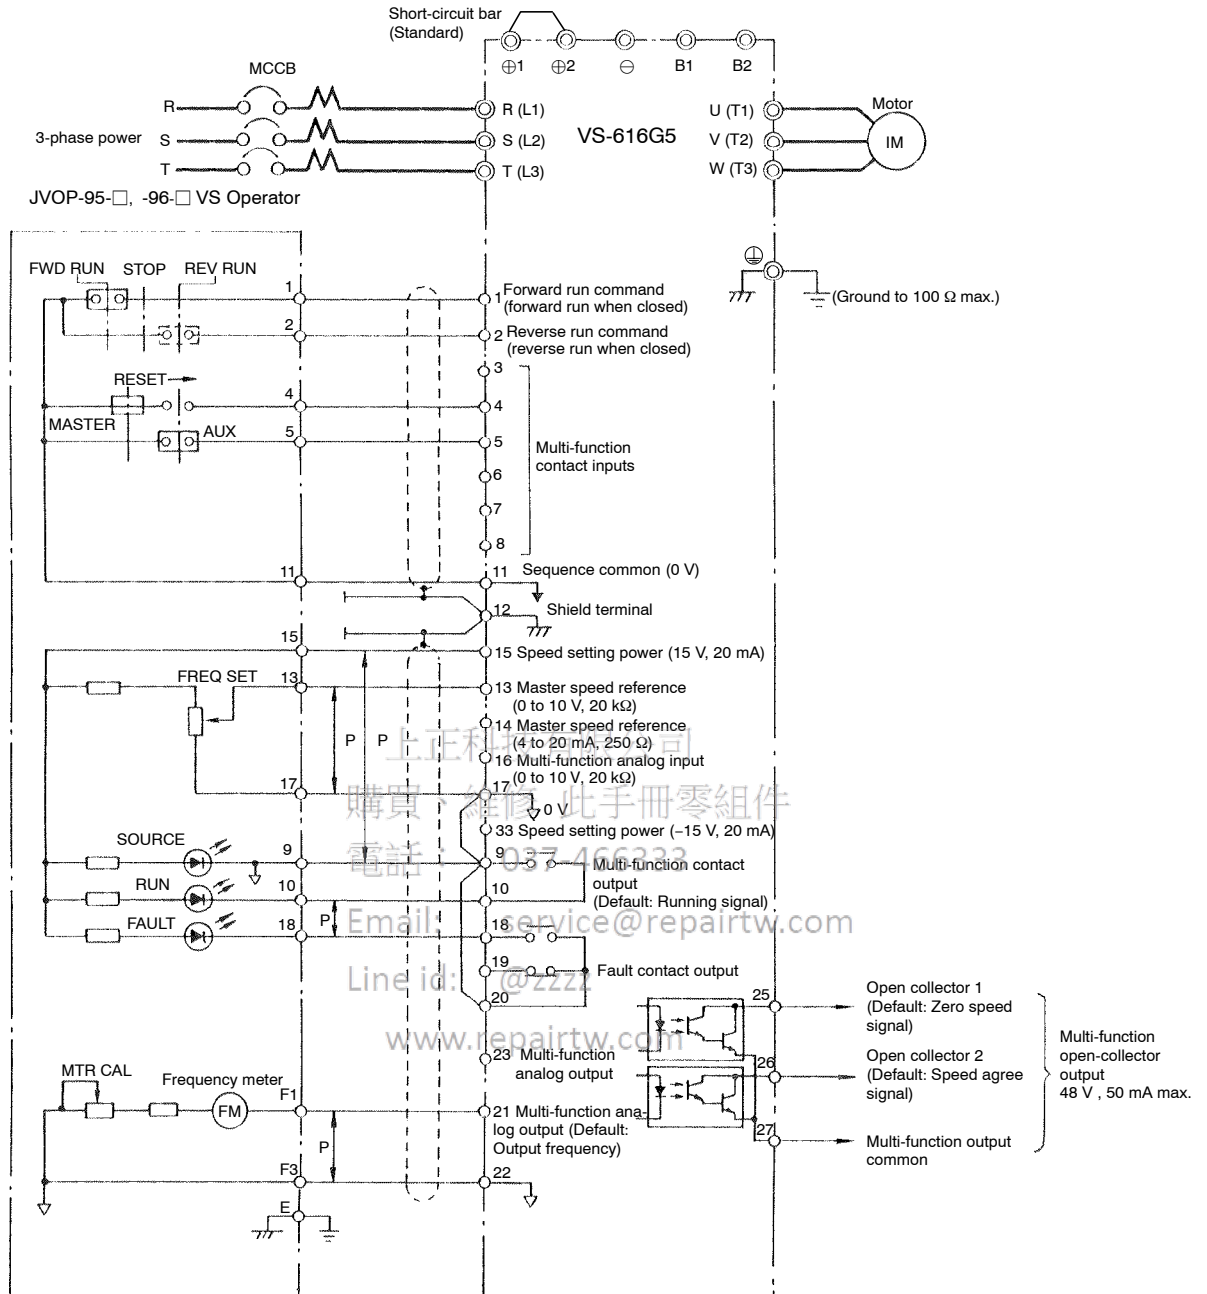 Short-circuit bar
(Standard)
⊕1 ⊕2 ⊖ B1 B2
MCCB
R
3-phase power S
T
R (L1)
S (L2)
T (L3)
VS-616G5
U (T1)
V (T2)
W (T3)
Motor
IM
JVOP-95-□, -96-□ VS Operator
FWD RUN STOP REV RUN
(Ground to 100 Ω max.)
1
1 Forward run command
(forward run when closed)
2
2 Reverse run command
(reverse run when closed)
3
RESET
4
4
MASTER
AUX
5
5
Multi-function
contact inputs
6
7
8
11
11 Sequence common (0 V)
12 Shield terminal
15
15 Speed setting power (15 V, 20 mA)
FREQ SET
13
13 Master speed reference
(0 to 10 V, 20 kΩ)
14 Master speed reference
(4 to 20 mA, 250 Ω)
P P
上正科技有限公司
16 Multi-function analog input
(0 to 10 V, 20 kΩ)
17
17
0 V
購買、維修 此手冊零組件
33 Speed setting power (−15 V, 20 mA)
SOURCE
9
9
電話： 037-466333
Multi-function contact
output
(Default: Running signal)
RUN
10
10
P
FAULT
18
18
Email: service@repairtw.com
19
Fault contact output
Line id: @zzzz
20
www.repairtw.com
25
Open collector 1
(Default: Zero speed
signal)
26
Open collector 2
(Default: Speed agree
signal)
27
Multi-function output
common
Multi-function
open-collector
output
48 V , 50 mA max.
23 Multi-function
analog output
MTR CAL
Frequency meter
FM
F1
21 Multi-function ana-
log output (Default:
Output frequency)
P
F3
22
E